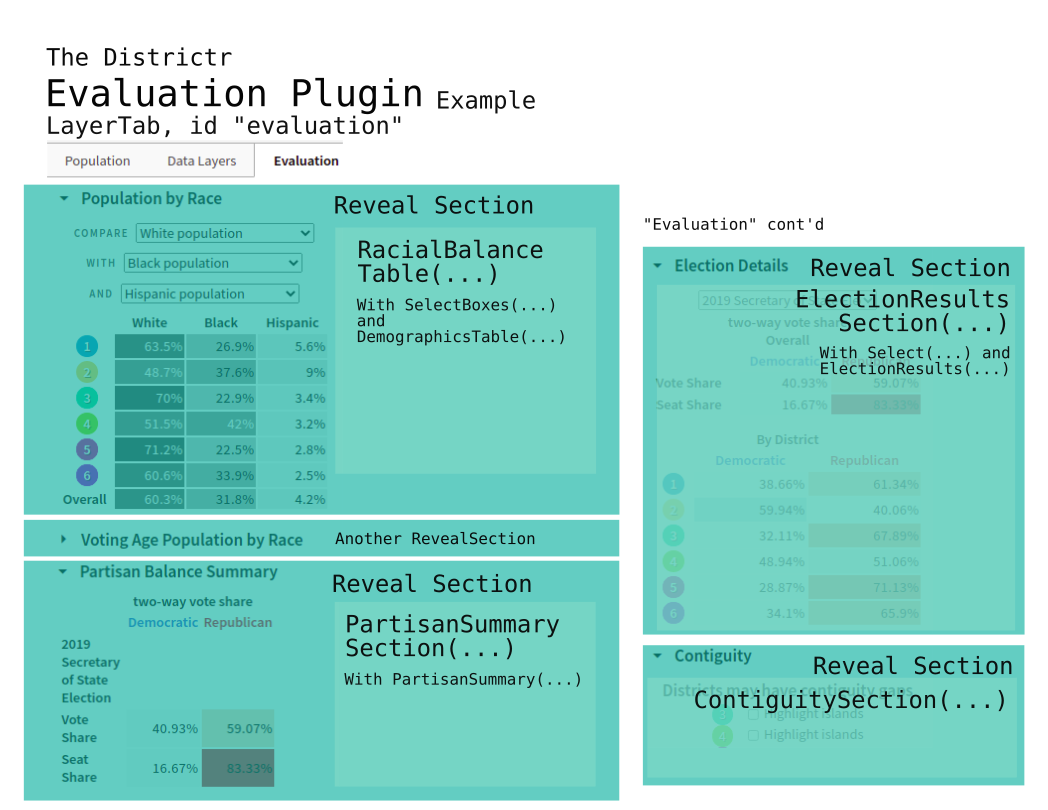 The Districtr
Evaluation Plugin Example
LayerTab, id "evaluation"
Population Data Layers Evaluation
Population by Race
Reveal Section
COMPARE White population
WITH Black population
AND Hispanic population
RacialBalance
Table(...)
With SelectBoxes(...)
and
DemographicsTable(...)
White Black Hispanic
1 63.5% 26.9% 5.6%
2 48.7% 37.6% 9%
3 70% 22.9% 3.4%
4 51.5% 42% 3.2%
5 71.2% 22.5% 2.8%
6 60.6% 33.9% 2.5%
Overall 60.3% 31.8% 4.2%
Voting Age Population by Race Another RevealSection
Partisan Balance Summary
Reveal Section
two-way vote share
Democratic Republican
2019
Secretary
of State
Election
Vote
Share 40.93% 59.07%
Seat
Share 16.67% 83.33%
PartisanSummary
Section(...)
With PartisanSummary(...)
"Evaluation" cont'd
Election Details Reveal Section
2019 Secretary
ElectionResults
Section(...)
With Select(...) and
ElectionResults(...)
two-way vote share
Overall
Democratic
Vote Share 40.93% 59.07%
Seat Share 16.67% 83.33%
By District
Democratic Republican
1 38.66% 61.34%
2 59.94% 40.06%
3 32.11% 67.89%
4 48.94% 51.06%
5 28.87% 71.13%
6 34.1% 65.9%
Contiguity
Reveal Section
Districts may have contiguity gaps
ContiguitySection(...)
3 Highlight islands
4 Highlight islands